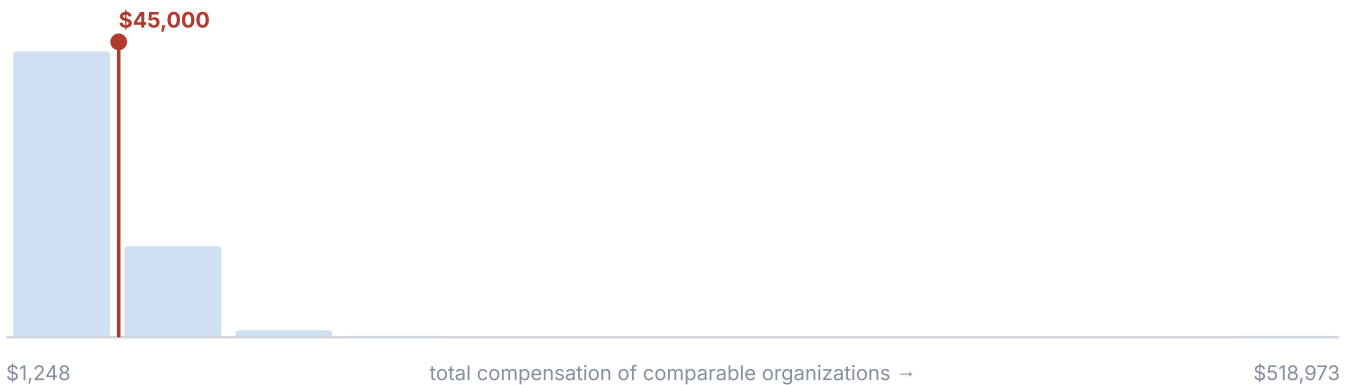 $45,000
$1,248
total compensation of comparable organizations →
$518,973